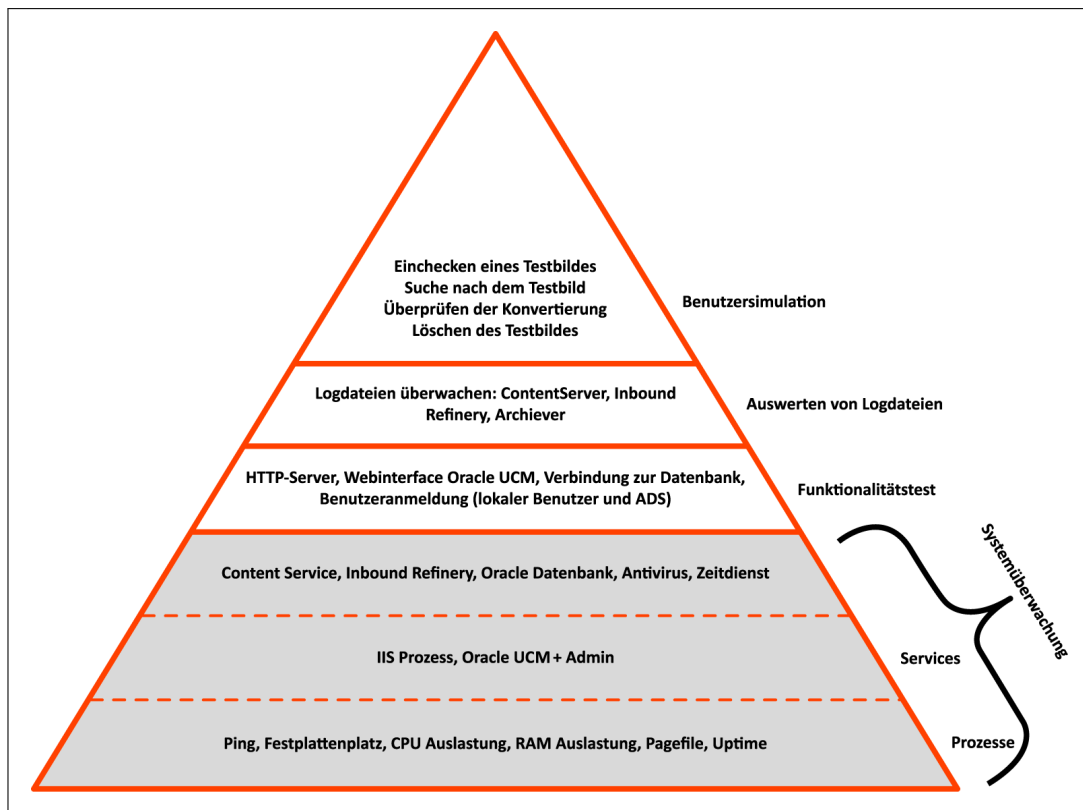 Einchecken eines Testbildes
Suche nach dem Testbild
Überprüfen der Konvertierung
Löschen des Testbildes
Benutzersimulation
Logdateien überwachen: ContentServer, Inbound
Refinery, Archiever
Auswerten von Logdateien
HTTP-Server, Webinterface Oracle UCM, Verbindung zur Datenbank,
Benutzeranmeldung (lokaler Benutzer und ADS)
Funktionalitätstest
Content Service, Inbound Refinery, Oracle Datenbank, Antivirus, Zeitdienst
Systemüberwachung
IIS Prozess, Oracle UCM + Admin
Services
Ping, Festplattenplatz, CPU Auslastung, RAM Auslastung, Pagefile, Uptime
Prozesse